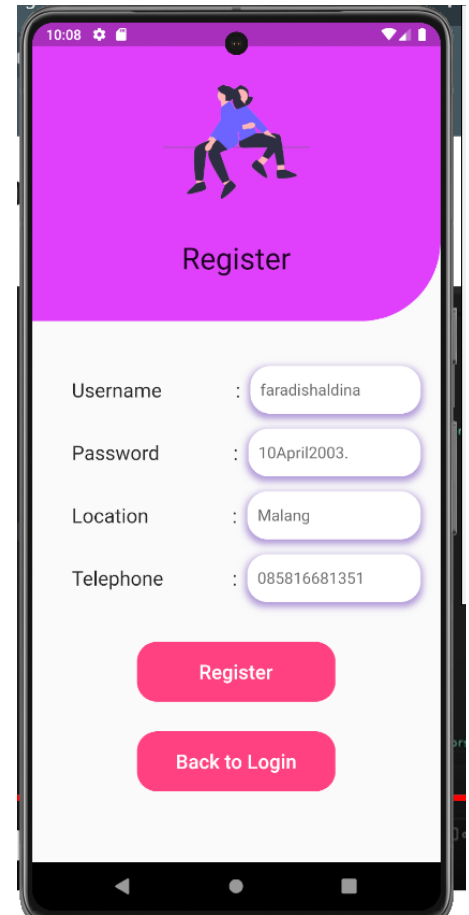 10:08
Register
Username : faradishaldina
Password : 10April2003.
Location : Malang
Telephone : 085816681351
Register
Back to Login